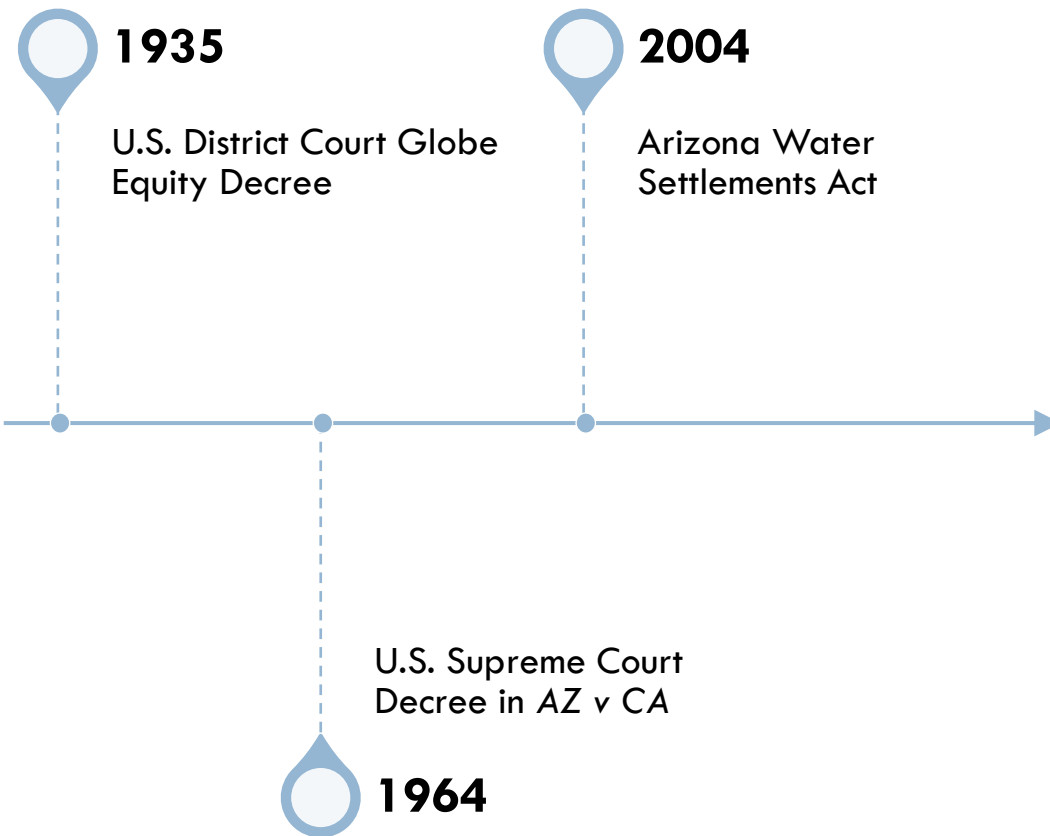 1935
U.S. District Court Globe
Equity Decree
2004
Arizona Water
Settlements Act
U.S. Supreme Court
Decree in AZ v CA
1964